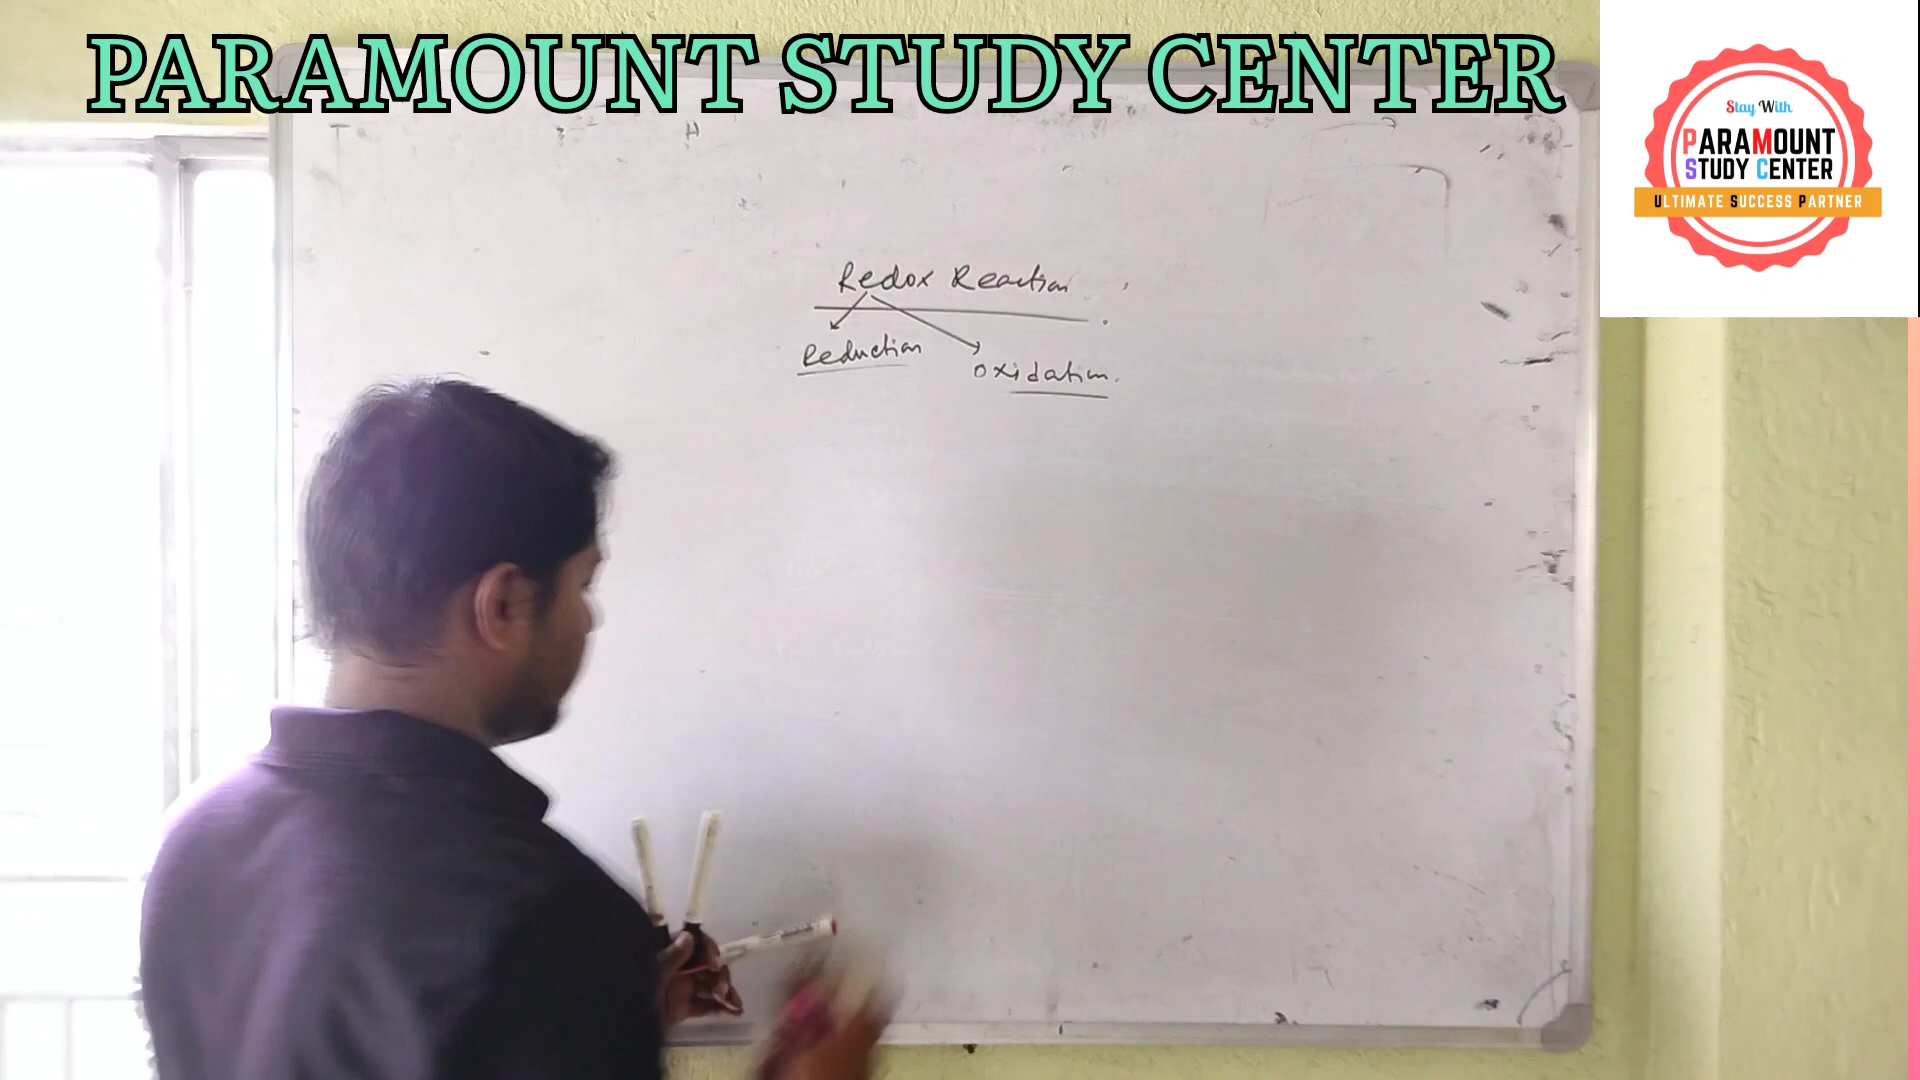 PARAMOUNT STUDY CENTER
Stay With
PARAMOUNT
STUDY CENTER
ULTIMATE SUCCESS PARTNER
Redox Reaction
Reduction
Oxidation.